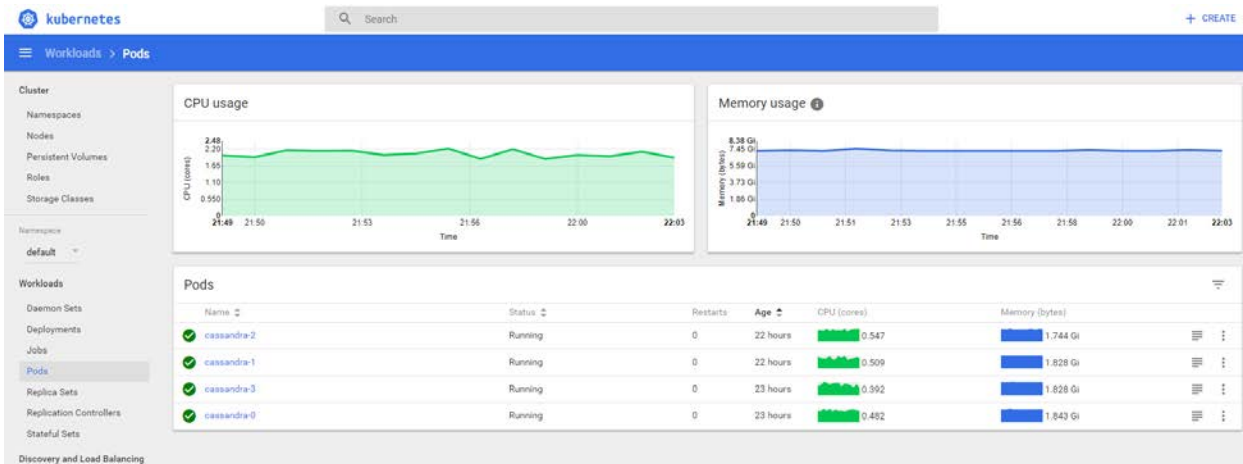 kubernetes
Search
+ CREATE
Workloads > Pods
Cluster
Namespaces
Nodes
Persistent Volumes
Roles
Storage Classes
Namespace
default
Workloads
Daemon Sets
Deployments
Jobs
Pods
Replica Sets
Replication Controllers
Stateful Sets
Discovery and Load Balancing
CPU usage
CPU (cores)
2.48
2.20
1.65
1.10
0.550
0
21:49 21:50 21:53 21:56 22:00 22:03
Time
Memory usage
Memory (bytes)
8.38 Gi
7.45 Gi
5.59 Gi
3.73 Gi
1.86 Gi
0
21:49 21:50 21:51 21:53 21:55 21:56 21:58 22:00 22:01 22:03
Time
Pods
Name Status Restarts Age CPU (cores) Memory (bytes)
cassandra-2 Running 0 22 hours 0.547 1.744 Gi
cassandra-1 Running 0 22 hours 0.509 1.828 Gi
cassandra-3 Running 0 23 hours 0.392 1.828 Gi
cassandra-0 Running 0 23 hours 0.482 1.843 Gi